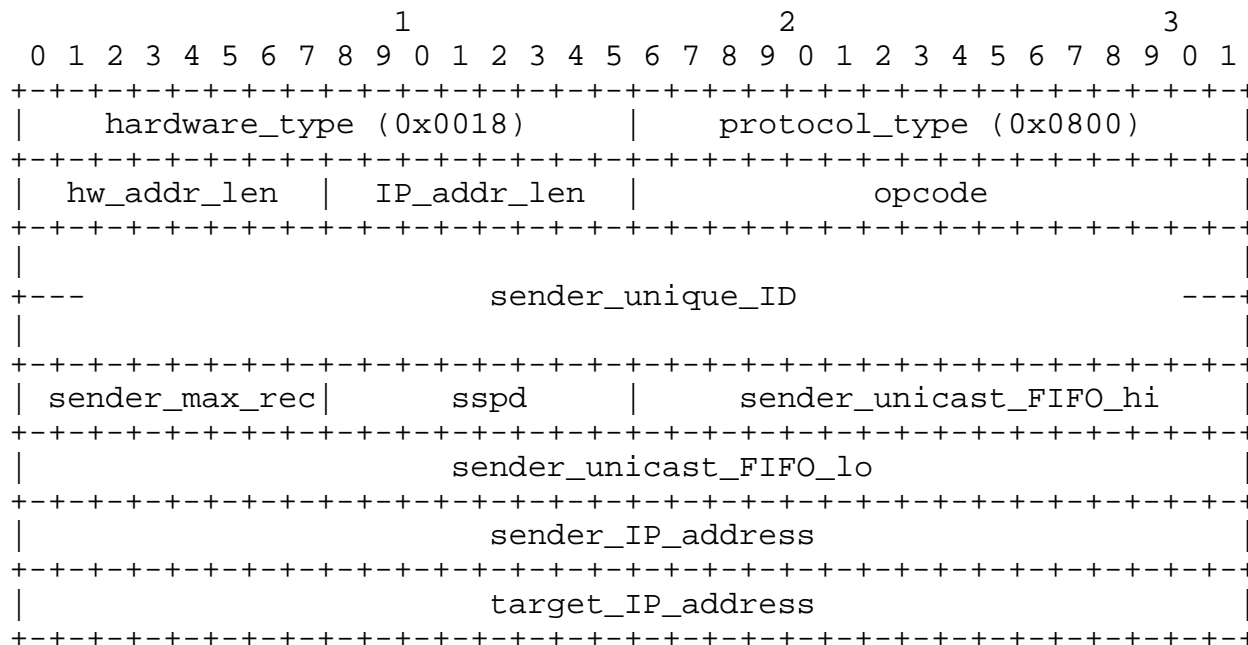 1                   2                   3
 0 1 2 3 4 5 6 7 8 9 0 1 2 3 4 5 6 7 8 9 0 1 2 3 4 5 6 7 8 9 0 1
+-+-+-+-+-+-+-+-+-+-+-+-+-+-+-+-+-+-+-+-+-+-+-+-+-+-+-+-+-+-+-+-+
|    hardware_type (0x0018)     |    protocol_type (0x0800)     |
+-+-+-+-+-+-+-+-+-+-+-+-+-+-+-+-+-+-+-+-+-+-+-+-+-+-+-+-+-+-+-+-+
|  hw_addr_len  |  IP_addr_len  |            opcode             |
+-+-+-+-+-+-+-+-+-+-+-+-+-+-+-+-+-+-+-+-+-+-+-+-+-+-+-+-+-+-+-+-+
|                                                               |
+---                     sender_unique_ID                    ---+
|                                                               |
+-+-+-+-+-+-+-+-+-+-+-+-+-+-+-+-+-+-+-+-+-+-+-+-+-+-+-+-+-+-+-+-+
| sender_max_rec|      sspd     |     sender_unicast_FIFO_hi    |
+-+-+-+-+-+-+-+-+-+-+-+-+-+-+-+-+-+-+-+-+-+-+-+-+-+-+-+-+-+-+-+-+
|                      sender_unicast_FIFO_lo                   |
+-+-+-+-+-+-+-+-+-+-+-+-+-+-+-+-+-+-+-+-+-+-+-+-+-+-+-+-+-+-+-+-+
|                        sender_IP_address                      |
+-+-+-+-+-+-+-+-+-+-+-+-+-+-+-+-+-+-+-+-+-+-+-+-+-+-+-+-+-+-+-+-+
|                        target_IP_address                      |
+-+-+-+-+-+-+-+-+-+-+-+-+-+-+-+-+-+-+-+-+-+-+-+-+-+-+-+-+-+-+-+-+